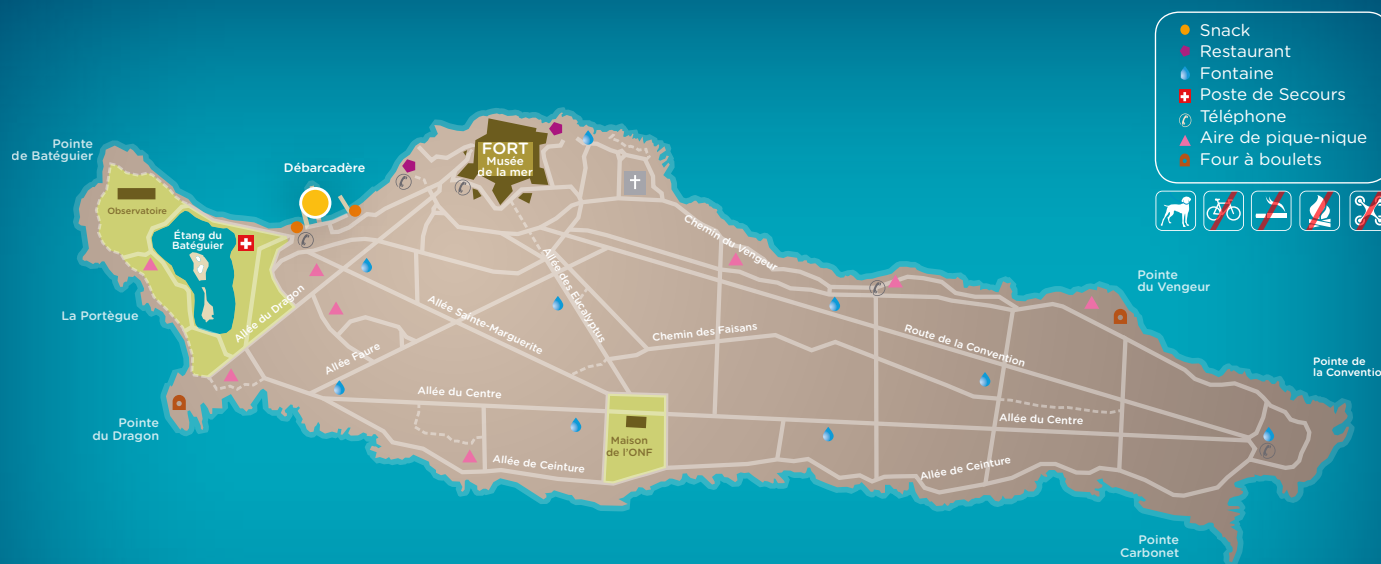 Snack
Restaurant
Fontaine
Poste de Secours
Téléphone
Aire de pique-nique
Four à boulets
Pointe
de Batéguier
Débarcadère
FORT
Musée
de la mer
Observatoire
Étang du
Batéguier
La Portègue
Allée du Dragon
Pointe
du Dragon
Allée Faure
Allée Sainte-Marguerite
Allée des Eucalyptus
Chemin du Vengeur
Chemin des Faisans
Route de la Convention
Pointe
du Vengeur
Pointe de
la Conventio
Allée du Centre
Allée du Centre
Maison
de l'ONF
Allée de Ceinture
Allée de Ceinture
Pointe
Carbonet